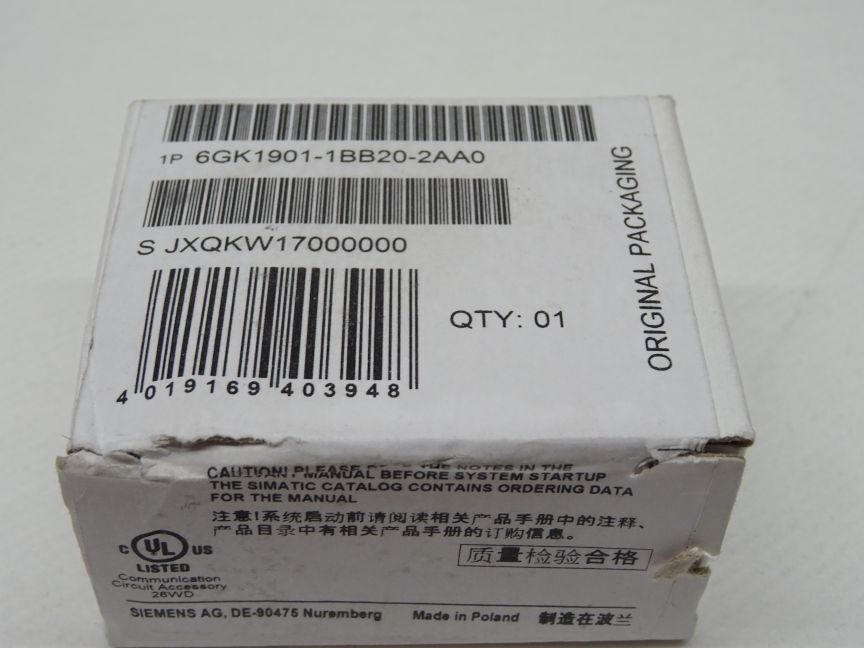 1P 6GK1901-1BB20-2AA0
S JXQKW17000000
4 019169 403948
QTY: 01
ORIGINAL PACKAGING
CAUTION! PLEASE THE NOTES IN THE
MANUAL BEFORE SYSTEM STARTUP
THE SIMATIC CATALOG CONTAINS ORDERING DATA
FOR THE MANUAL
注意!系统启动前请阅读相关产品手册中的注释、
产品目录中有相关产品手册的订购信息。
质量检验合格
C UL US
LISTED
Communication
Circuit Accessory
26WD
SIEMENS AG, DE-90475 Nuremberg Made in Poland 制造在波兰